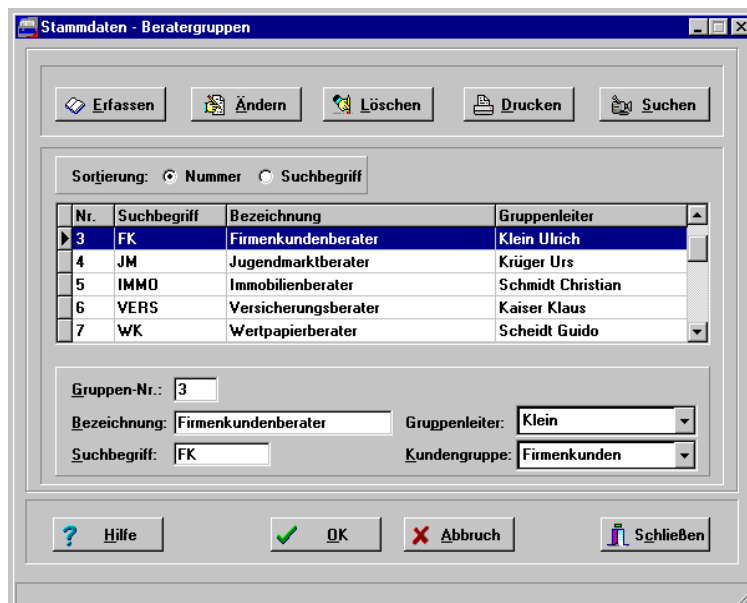 Stammdaten - Beratergruppen
Erfassen Ändern Löschen Drucken Suchen
Sortierung: Nummer Suchbegriff
Nr. Suchbegriff Bezeichnung Gruppenleiter
3 FK Firmenkundenberater Klein Ulrich
4 JM Jugendmarktberater Krüger Urs
5 IMMO Immobilienberater Schmidt Christian
6 VERS Versicherungsberater Kaiser Klaus
7 WK Wertpapierberater Scheidt Guido
Gruppen-Nr.: 3
Bezeichnung: Firmenkundenberater Gruppenleiter: Klein
Suchbegriff: FK Kundengruppe: Firmenkunden
Hilfe OK Abbruch Schließen